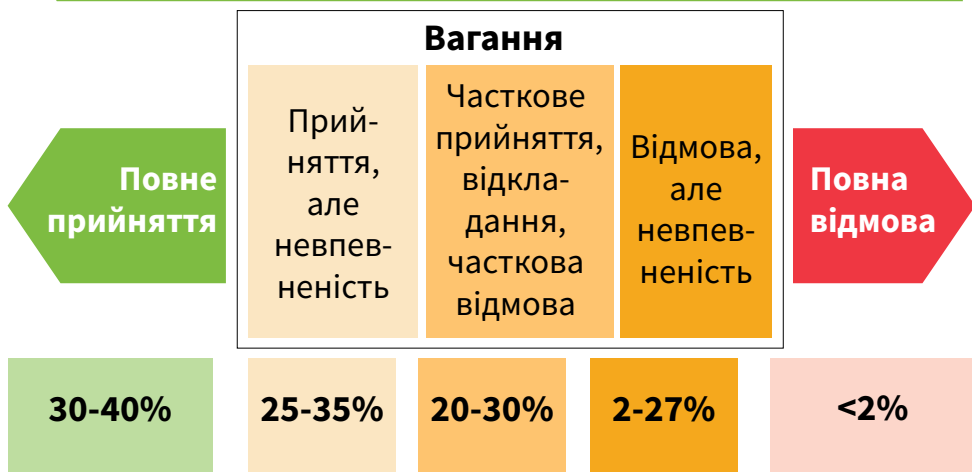 Вагання
Повне
прийняття
Прий-
няття,
але
невпев-
неність
Часткове
прийняття,
відкла-
дання,
часткова
відмова
Відмова,
але
невпев-
неність
Повна
відмова
30-40%
25-35%
20-30%
2-27%
<2%